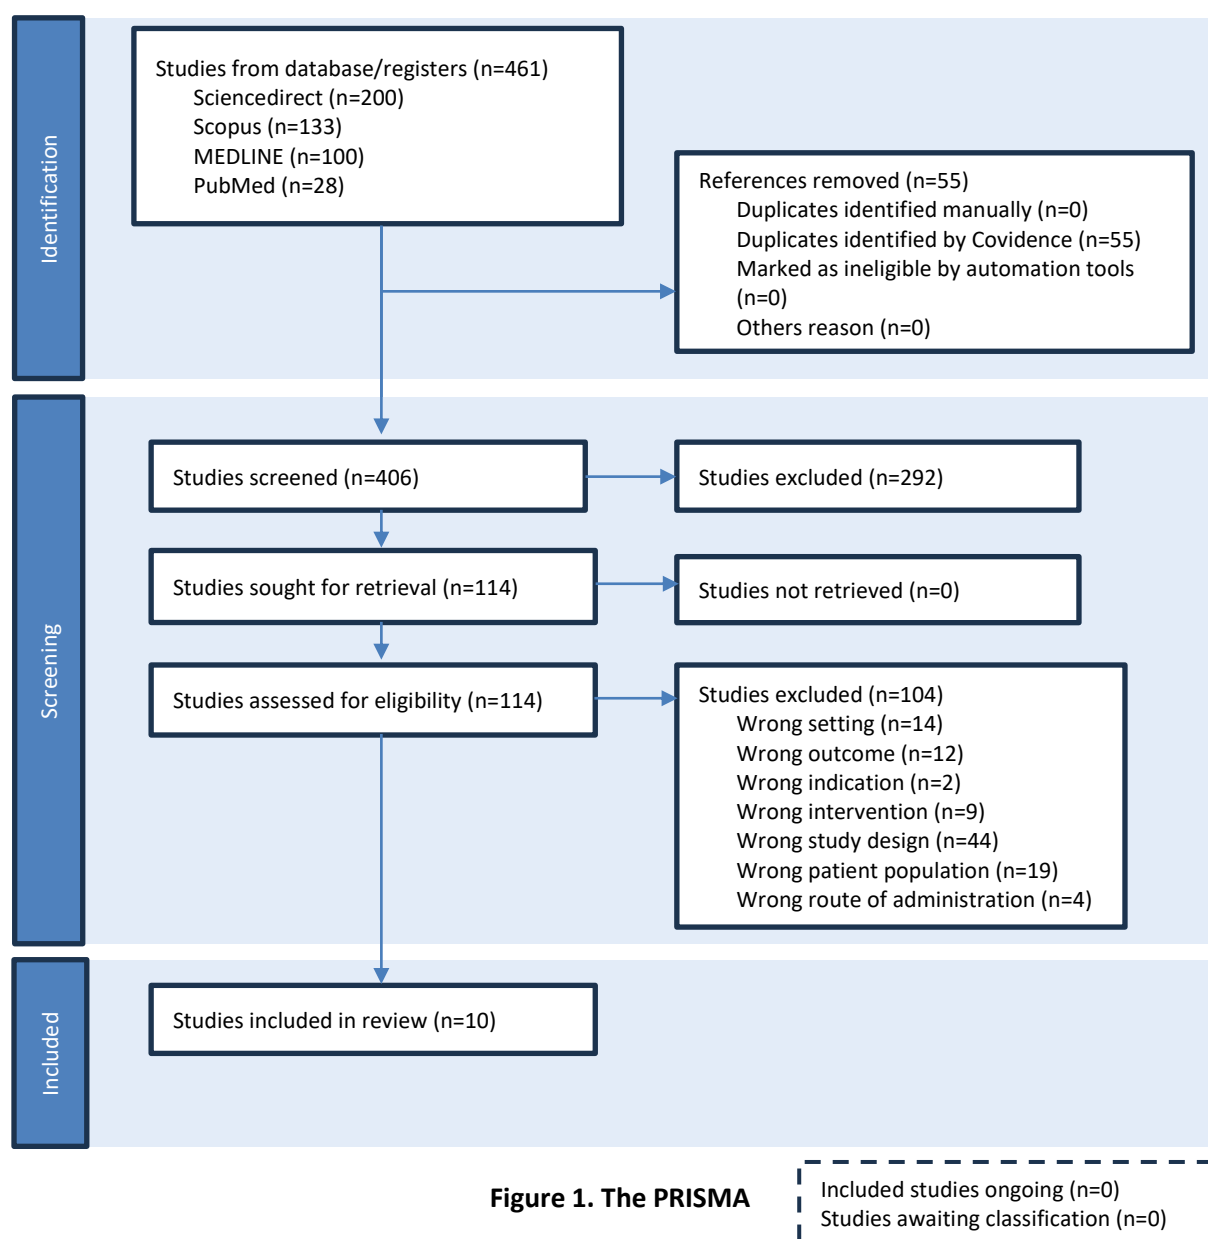 Identification
Studies from database/registers (n=461)
Sciencedirect (n=200)
Scopus (n=133)
MEDLINE (n=100)
PubMed (n=28)
References removed (n=55)
Duplicates identified manually (n=0)
Duplicates identified by Covidence (n=55)
Marked as ineligible by automation tools
(n=0)
Others reason (n=0)
Screening
Studies screened (n=406)
Studies excluded (n=292)
Studies sought for retrieval (n=114)
Studies not retrieved (n=0)
Studies assessed for eligibility (n=114)
Studies excluded (n=104)
Wrong setting (n=14)
Wrong outcome (n=12)
Wrong indication (n=2)
Wrong intervention (n=9)
Wrong study design (n=44)
Wrong patient population (n=19)
Wrong route of administration (n=4)
Included
Studies included in review (n=10)
Figure 1. The PRISMA
Included studies ongoing (n=0)
Studies awaiting classification (n=0)